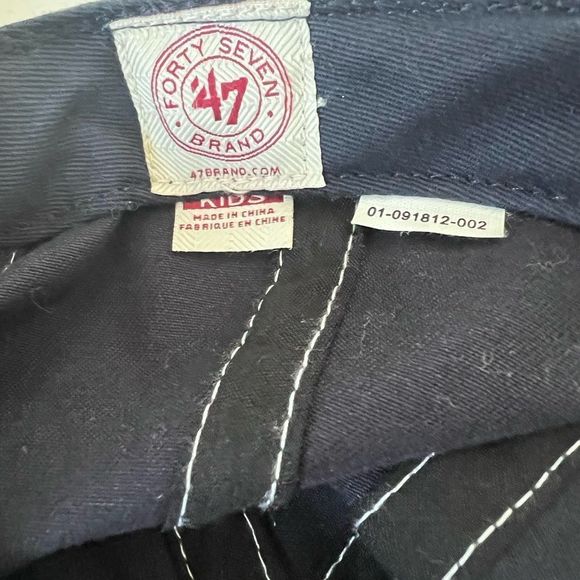 FORTY SEVEN
'47
BRAND
47BRAND.COM
KIDS
MADE IN CHINA
FABRIQUE EN CHINE
01-091812-002